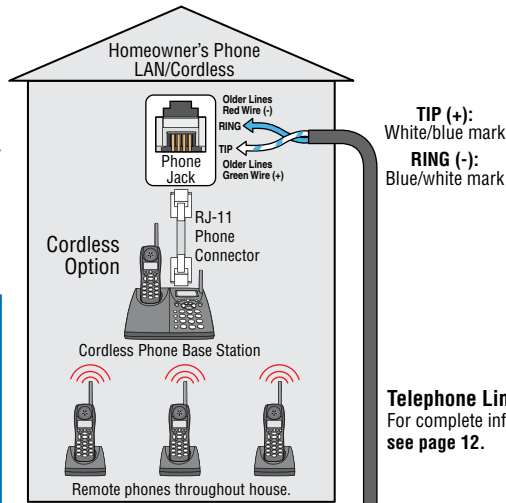 Homeowner's Phone
LAN/Cordless
Older Lines
Red Wire (-)
RING
TIP
Older Lines
Green Wire (+)
Phone
Jack
TIP (+):
White/blue mark
RING (-):
Blue/white mark
RJ-11
Phone
Connector
Cordless
Option
Cordless Phone Base Station
Remote phones throughout house.
Telephone Lin
For complete inf
see page 12.